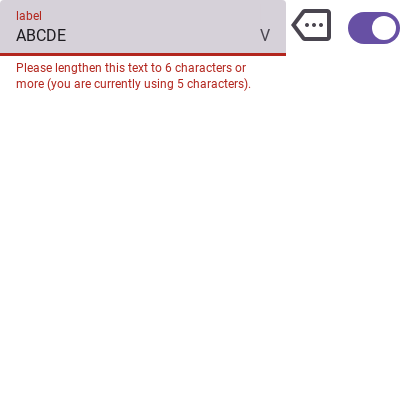 label
ABCDE V
Please lengthen this text to 6 characters or
more (you are currently using 5 characters).